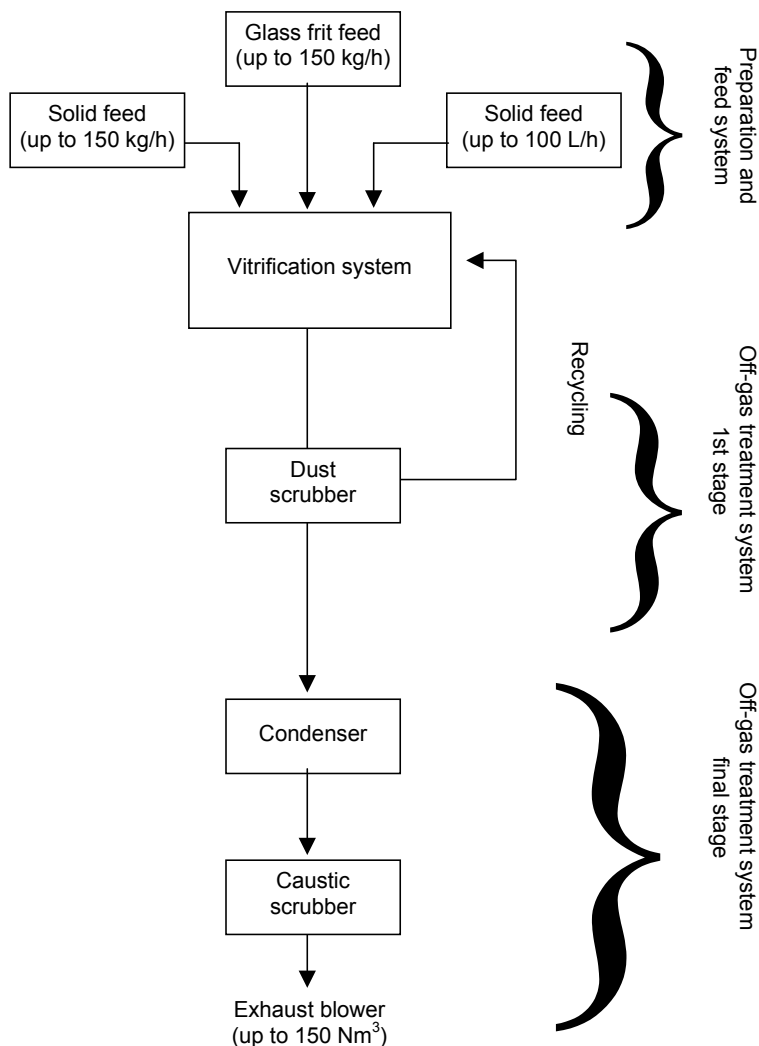 Glass frit feed
(up to 150 kg/h)
Solid feed
(up to 150 kg/h)
Solid feed
(up to 100 L/h)
Preparation and
feed system
Vitrification system
Recycling
Dust
scrubber
Off-gas treatment system
1st stage
Condenser
Caustic
scrubber
Off-gas treatment system
final stage
Exhaust blower
(up to 150 Nm³)